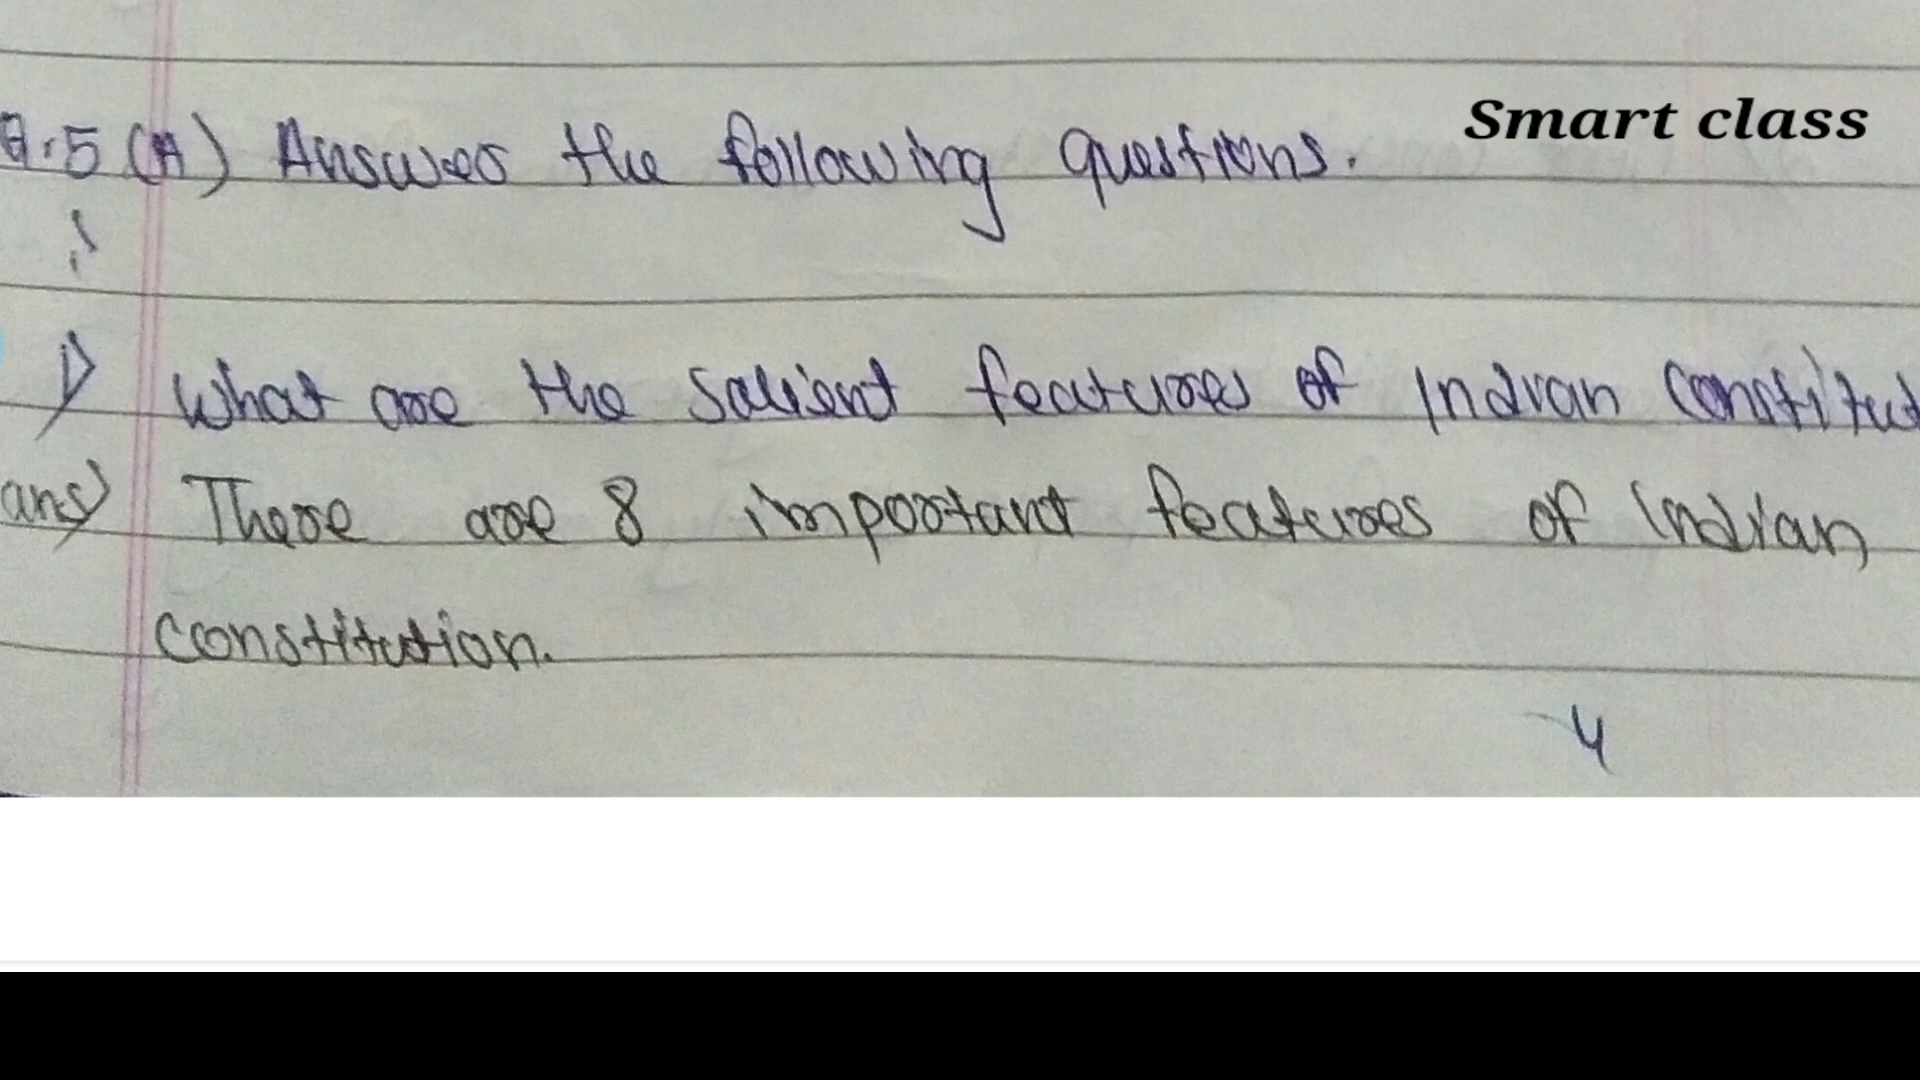 Smart class
Q.5 (A) Answer the following questions.
1) What are the salient features of Indian Constitut
ans) There are 8 important features of Indian
constitution.
4